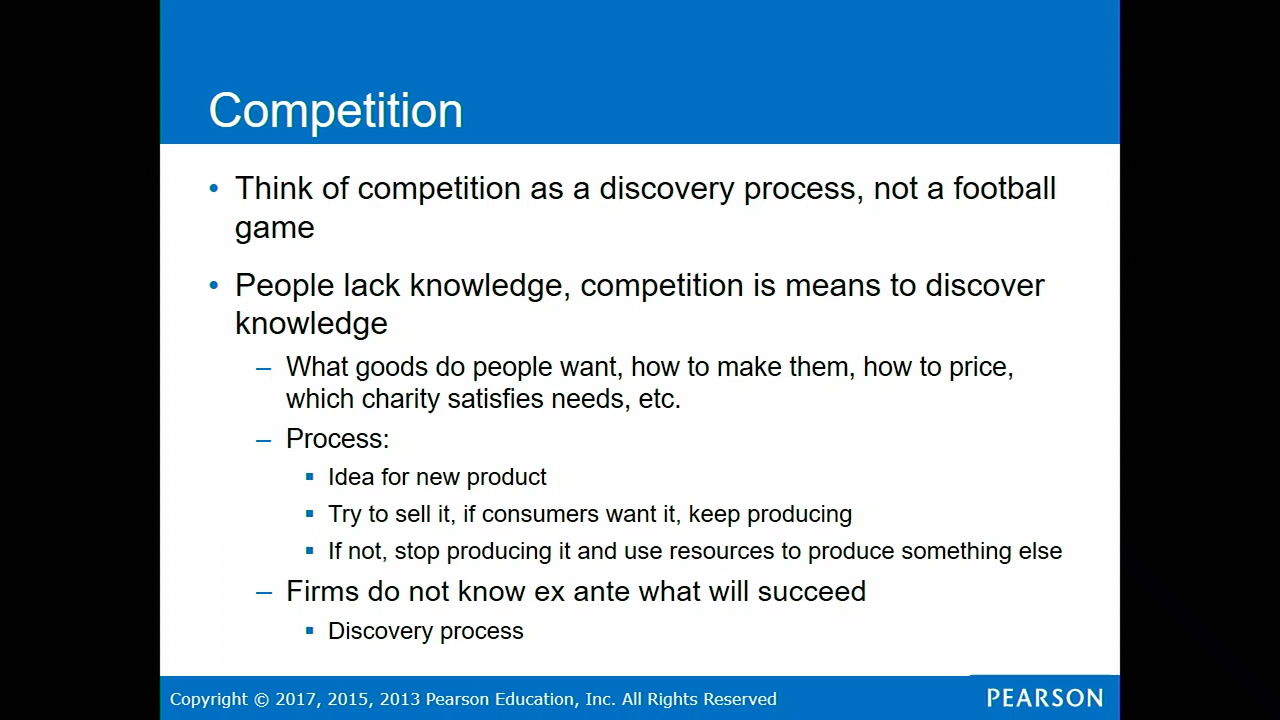 Competition
• Think of competition as a discovery process, not a football
game
• People lack knowledge, competition is means to discover
knowledge
– What goods do people want, how to make them, how to price,
which charity satisfies needs, etc.
– Process:
▪ Idea for new product
▪ Try to sell it, if consumers want it, keep producing
▪ If not, stop producing it and use resources to produce something else
– Firms do not know ex ante what will succeed
▪ Discovery process
Copyright © 2017, 2015, 2013 Pearson Education, Inc. All Rights Reserved
PEARSON